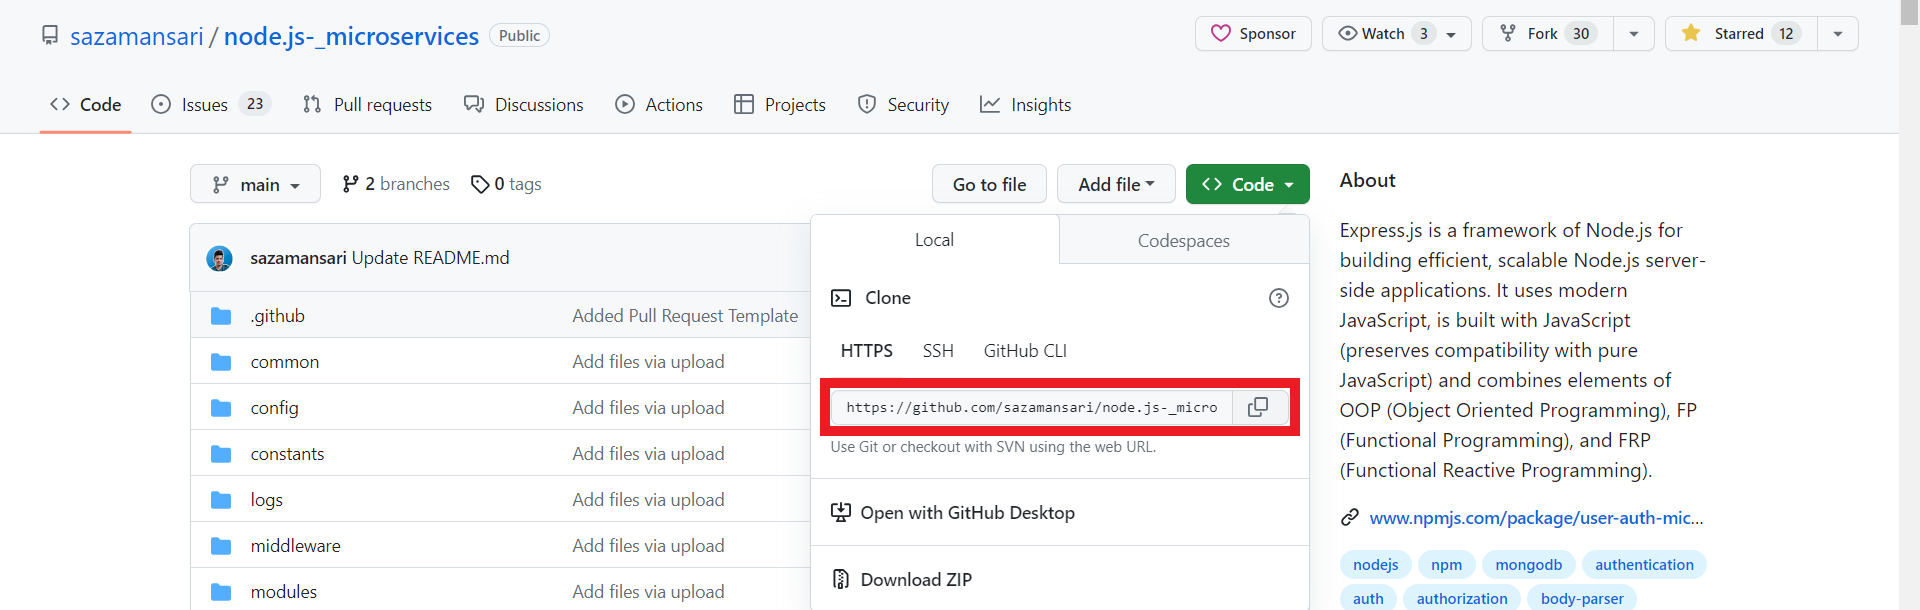 sazamansari / node.js-_microservices Public
Sponsor Watch 3 Fork 30 Starred 12
Code Issues 23 Pull requests Discussions Actions Projects Security Insights
main 2 branches 0 tags
Go to file Add file Code
sazamansari Update README.md
.github Added Pull Request Template
common Add files via upload
config Add files via upload
constants Add files via upload
logs Add files via upload
middleware Add files via upload
modules Add files via upload
Local Codespaces
Clone
HTTPS SSH GitHub CLI
https://github.com/sazamansari/node.js-_micro
Use Git or checkout with SVN using the web URL.
Open with GitHub Desktop
Download ZIP
About
Express.js is a framework of Node.js for
building efficient, scalable Node.js server-
side applications. It uses modern
JavaScript, is built with JavaScript
(preserves compatibility with pure
JavaScript) and combines elements of
OOP (Object Oriented Programming), FP
(Functional Programming), and FRP
(Functional Reactive Programming).
www.npmjs.com/package/user-auth-mic...
nodejs npm mongodb authentication
auth authorization body-parser